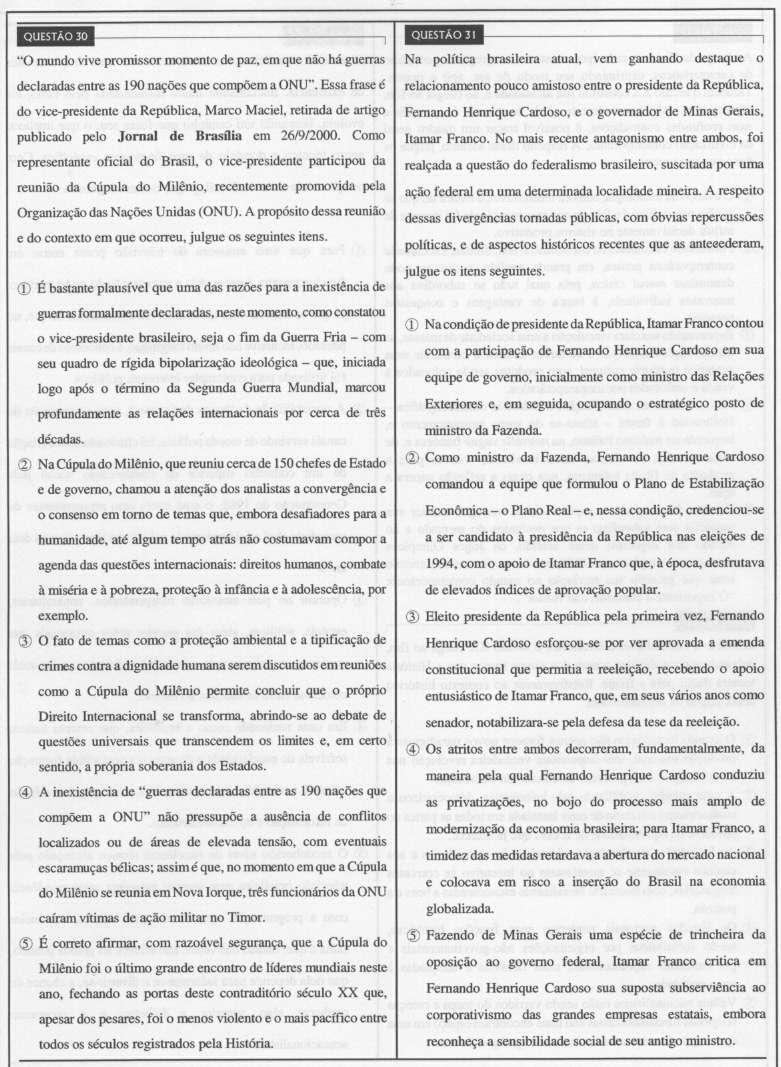 QUESTÃO 30
“O mundo vive promissor momento de paz, em que não há guerras
declaradas entre as 190 nações que compõem a ONU”. Essa frase é
do vice-presidente da República, Marco Maciel, retirada de artigo
publicado pelo Jornal de Brasília em 26/9/2000. Como
representante oficial do Brasil, o vice-presidente participou da
reunião da Cúpula do Milênio, recentemente promovida pela
Organização das Nações Unidas (ONU). A propósito dessa reunião
e do contexto em que ocorreu, julgue os seguintes itens.
① É bastante plausível que uma das razões para a inexistência de
guerras formalmente declaradas, neste momento, como constatou
o vice-presidente brasileiro, seja o fim da Guerra Fria – com
seu quadro de rígida bipolarização ideológica – que, iniciada
logo após o término da Segunda Guerra Mundial, marcou
profundamente as relações internacionais por cerca de três
décadas.
② Na Cúpula do Milênio, que reuniu cerca de 150 chefes de Estado
e de governo, chamou a atenção dos analistas a convergência e
o consenso em torno de temas que, embora desafiadores para a
humanidade, até algum tempo atrás não costumavam compor a
agenda das questões internacionais: direitos humanos, combate
à miséria e à pobreza, proteção à infância e à adolescência, por
exemplo.
③ O fato de temas como a proteção ambiental e a tipificação de
crimes contra a dignidade humana serem discutidos em reuniões
como a Cúpula do Milênio permite concluir que o próprio
Direito Internacional se transforma, abrindo-se ao debate de
questões universais que transcendem os limites e, em certo
sentido, a própria soberania dos Estados.
④ A inexistência de “guerras declaradas entre as 190 nações que
compõem a ONU” não pressupõe a ausência de conflitos
localizados ou de áreas de elevada tensão, com eventuais
escaramuças bélicas; assim é que, no momento em que a Cúpula
do Milênio se reunia em Nova Iorque, três funcionários da ONU
caíram vítimas de ação militar no Timor.
⑤ É correto afirmar, com razoável segurança, que a Cúpula do
Milênio foi o último grande encontro de líderes mundiais neste
ano, fechando as portas deste contraditório século XX que,
apesar dos pesares, foi o menos violento e o mais pacífico entre
todos os séculos registrados pela História.
QUESTÃO 31
Na política brasileira atual, vem ganhando destaque o
relacionamento pouco amistoso entre o presidente da República,
Fernando Henrique Cardoso, e o governador de Minas Gerais,
Itamar Franco. No mais recente antagonismo entre ambos, foi
realçada a questão do federalismo brasileiro, suscitada por uma
ação federal em uma determinada localidade mineira. A respeito
dessas divergências tornadas públicas, com óbvias repercussões
políticas, e de aspectos históricos recentes que as anteeederam,
julgue os itens seguintes.
① Na condição de presidente da República, Itamar Franco contou
com a participação de Fernando Henrique Cardoso em sua
equipe de governo, inicialmente como ministro das Relações
Exteriores e, em seguida, ocupando o estratégico posto de
ministro da Fazenda.
② Como ministro da Fazenda, Fernando Henrique Cardoso
comandou a equipe que formulou o Plano de Estabilização
Econômica – o Plano Real – e, nessa condição, credenciou-se
a ser candidato à presidência da República nas eleições de
1994, com o apoio de Itamar Franco que, à época, desfrutava
de elevados índices de aprovação popular.
③ Eleito presidente da República pela primeira vez, Fernando
Henrique Cardoso esforçou-se por ver aprovada a emenda
constitucional que permitia a reeleição, recebendo o apoio
entusiástico de Itamar Franco, que, em seus vários anos como
senador, notabilizara-se pela defesa da tese da reeleição.
④ Os atritos entre ambos decorreram, fundamentalmente, da
maneira pela qual Fernando Henrique Cardoso conduziu
as privatizações, no bojo do processo mais amplo de
modernização da economia brasileira; para Itamar Franco, a
timidez das medidas retardava a abertura do mercado nacional
e colocava em risco a inserção do Brasil na economia
globalizada.
⑤ Fazendo de Minas Gerais uma espécie de trincheira da
oposição ao governo federal, Itamar Franco critica em
Fernando Henrique Cardoso sua suposta subserviência ao
corporativismo das grandes empresas estatais, embora
reconheça a sensibilidade social de seu antigo ministro.